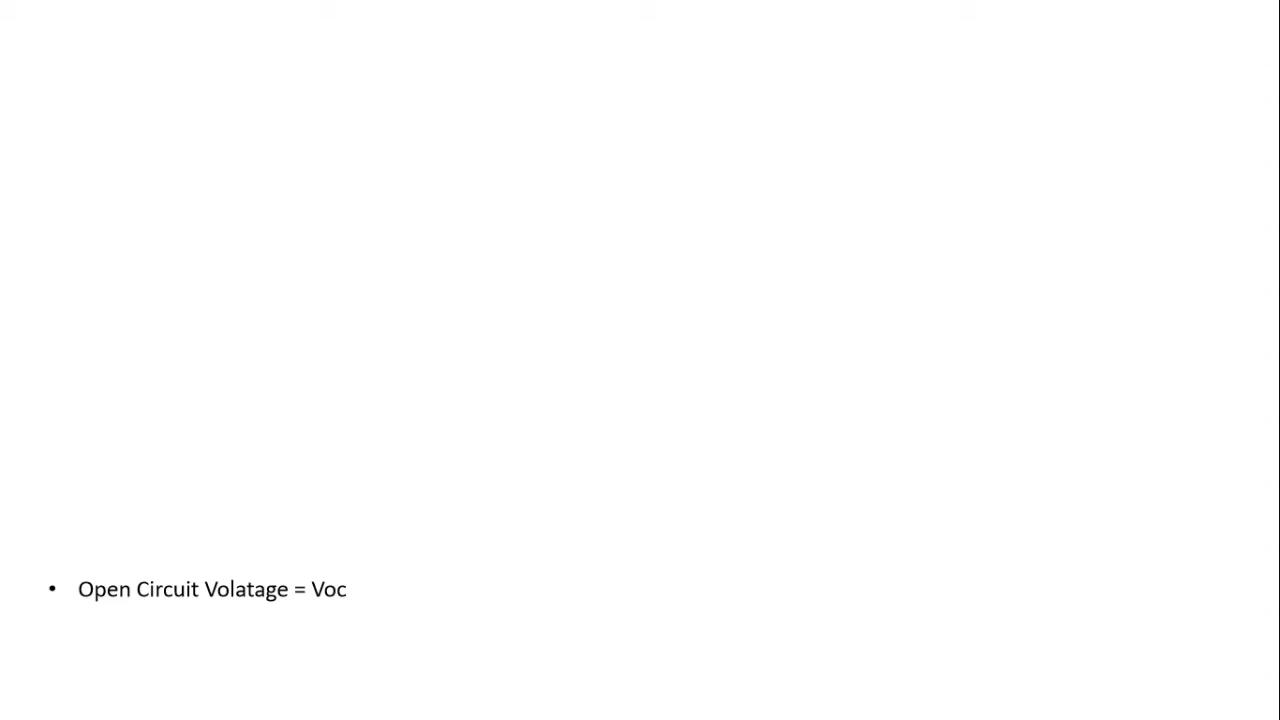 • Open Circuit Volatage = Voc